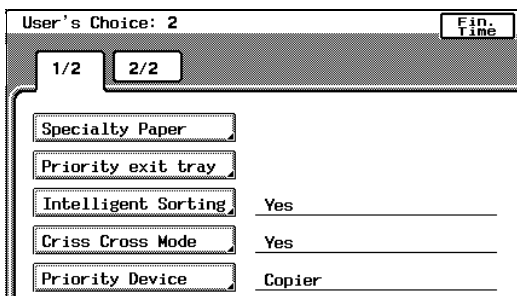 User's Choice: 2
Fin.
Time
1/2 2/2
Specialty Paper
Priority exit tray
Intelligent Sorting Yes
Criss Cross Mode Yes
Priority Device Copier